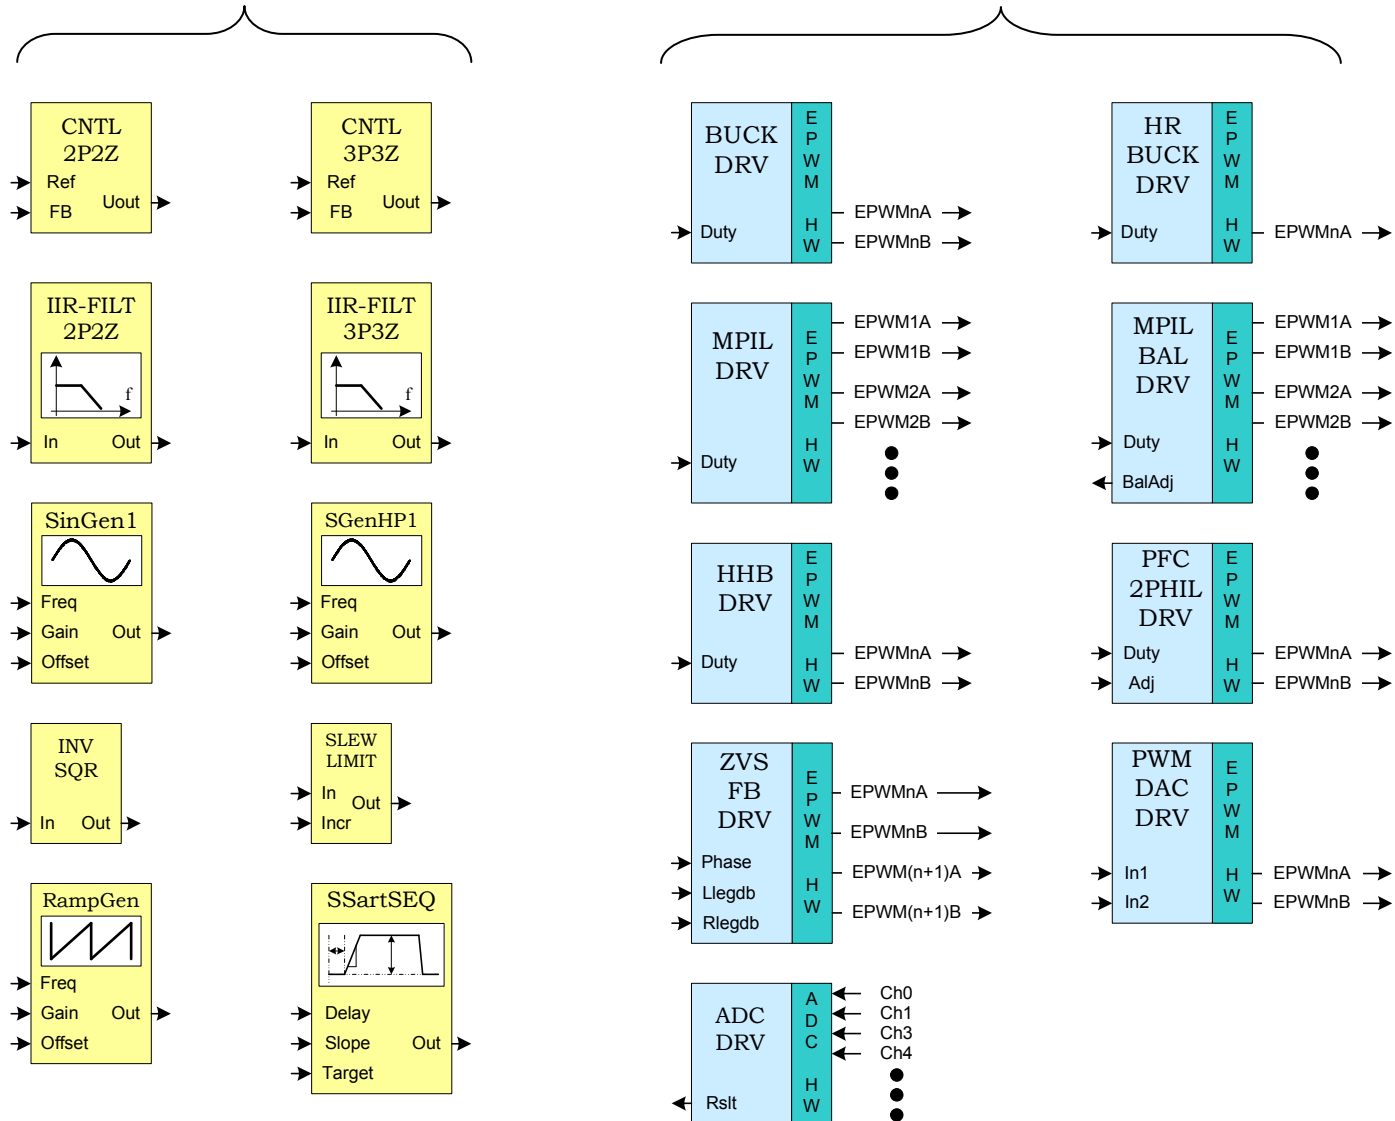 CNTL
2P2Z
Ref
FB
Uout
CNTL
3P3Z
Ref
FB
Uout
IIR-FILT
2P2Z
f
In
Out
IIR-FILT
3P3Z
f
In
Out
SinGen1
Freq
Gain
Out
Offset
SGenHP1
Freq
Gain
Out
Offset
INV
SQR
In
Out
SLEW
LIMIT
In
Out
Incr
RampGen
Freq
Gain
Out
Offset
SSartSEQ
Delay
Slope
Out
Target
BUCK
DRV
Duty
EPWM HW
EPWMnA
EPWMnB
HR
BUCK
DRV
Duty
EPWM HW
EPWMnA
MPIL
DRV
Duty
EPWM HW
EPWM1A
EPWM1B
EPWM2A
EPWM2B
MPIL
BAL
DRV
Duty
BalAdj
EPWM HW
EPWM1A
EPWM1B
EPWM2A
EPWM2B
HHB
DRV
Duty
EPWM HW
EPWMnA
EPWMnB
PFC
2PHIL
DRV
Duty
Adj
EPWM HW
EPWMnA
EPWMnB
ZVS
FB
DRV
Phase
Llegdb
Rlegdb
EPWM HW
EPWMnA
EPWMnB
EPWM(n+1)A
EPWM(n+1)B
PWM
DAC
DRV
In1
In2
EPWM HW
EPWMnA
EPWMnB
ADC
DRV
Rslt
ADC HW
Ch0
Ch1
Ch3
Ch4